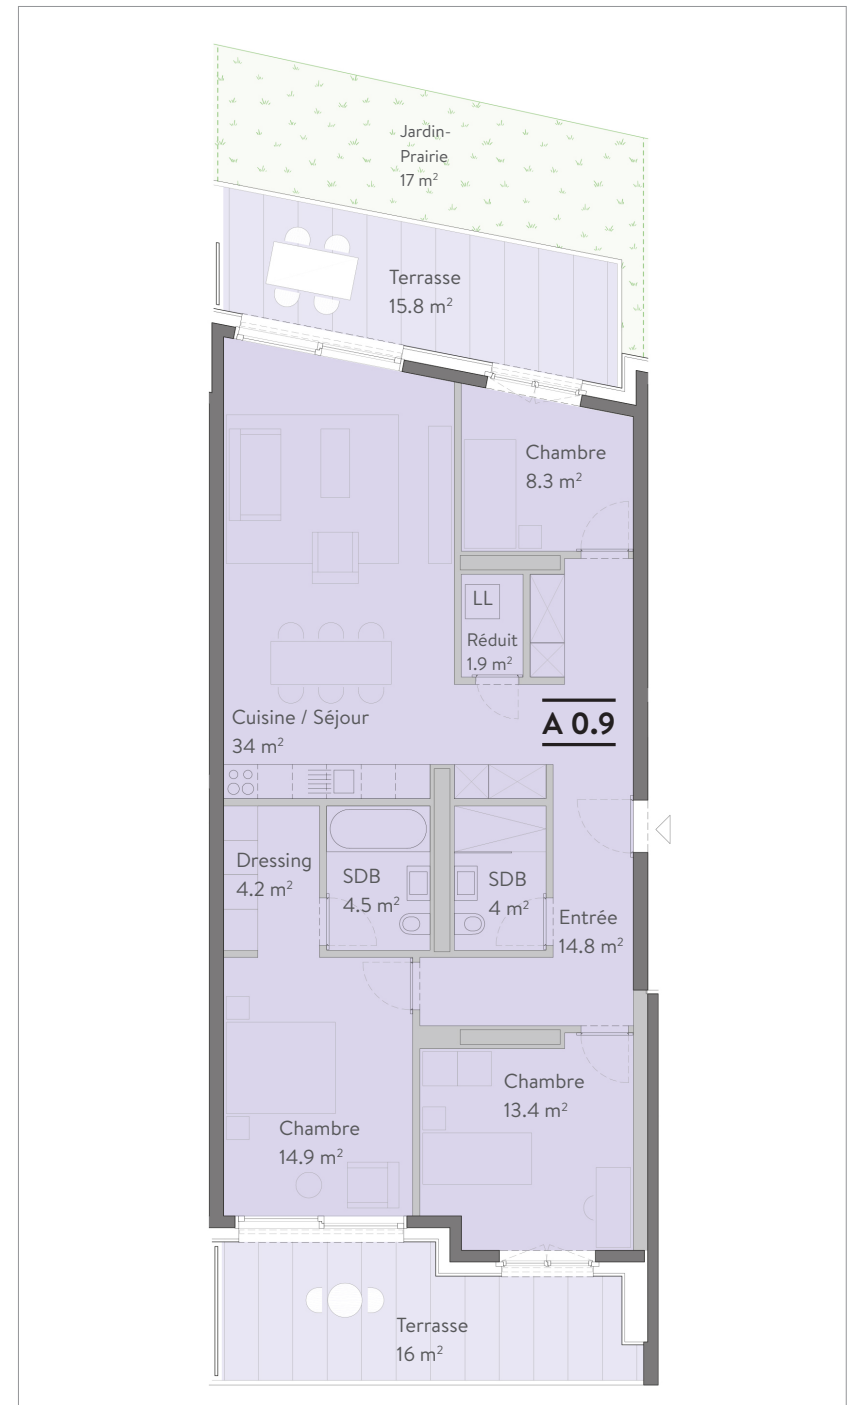 Jardin-
Prairie
17 m²
Terrasse
15.8 m²
Chambre
8.3 m²
LL
Réduit
1.9 m²
A 0.9
Cuisine / Séjour
34 m²
Dressing
4.2 m²
SDB
4.5 m²
SDB
4 m²
Entrée
14.8 m²
Chambre
13.4 m²
Chambre
14.9 m²
Terrasse
16 m²